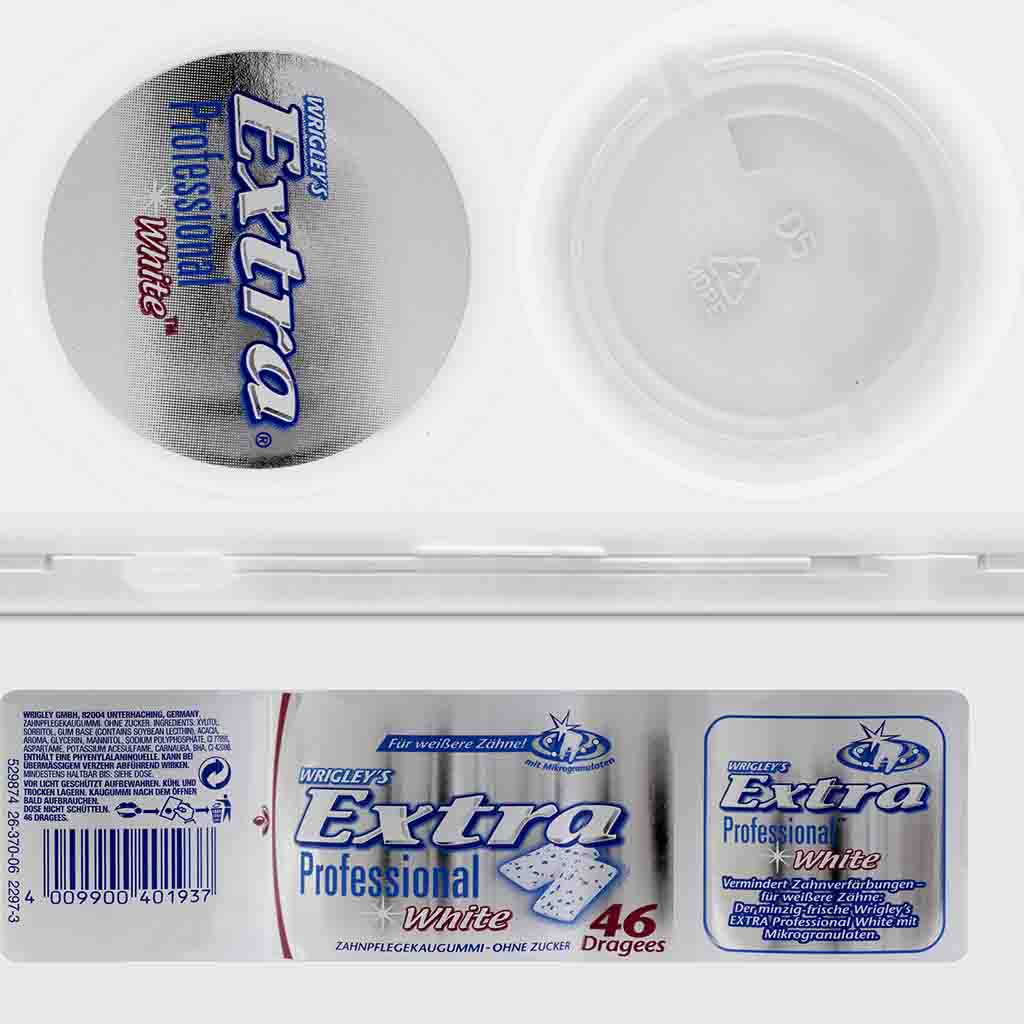 WRIGLEY'S
Extra®
Professional
White™
05
WRIGLEY GMBH, 82004 UNTERHACHING, GERMANY,
ZAHNPFLEGEKAUGUMMI. OHNE ZUCKER. INGREDIENTS: XYLITOL,
SORBITOL, GUM BASE (CONTAINS SOYBEAN LECITHIN), ACACIA,
AROMA, GLYCERIN, MANNITOL, SODIUM POLYPHOSPHATE, CI 77891,
ASPARTAME, POTASSIUM ACESULFAME, CARNAUBA, BHA, CI 42090.
ENTHÄLT EINE PHYENYLALANINQUELLE. KANN BEI
ÜBERMÄSSIGEM VERZEHR ABFÜHREND WIRKEN.
MINDESTENS HALTBAR BIS: SIEHE DOSE.
VOR LICHT GESCHÜTZT AUFBEWAHREN. KÜHL UND
TROCKEN LAGERN. KAUGUMMI NACH DEM ÖFFNEN
BALD AUFBRAUCHEN.
DOSE NICHT SCHÜTTELN.
46 DRAGEES.
4 009900 401937
529874 26-370-06 2297-3
Für weißere Zähne!
mit Mikrogranulaten
WRIGLEY'S
Extra
Professional
White
46
Dragees
ZAHNPFLEGEKAUGUMMI - OHNE ZUCKER
WRIGLEY'S
Extra
Professional™
White
Vermindert Zahnverfärbungen –
für weißere Zähne:
Der minzig-frische Wrigley's
EXTRA Professional White mit
Mikrogranulaten.